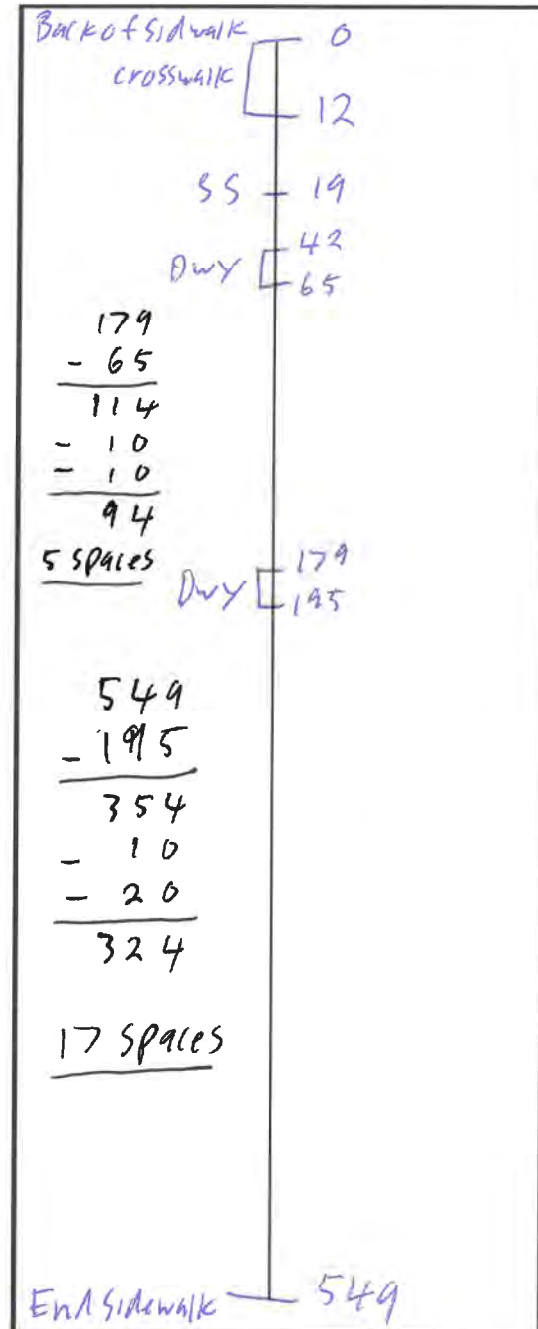 Back of Sidwalk 0
crosswalk
12
SS 19
42
Dwy
65
179
- 65
114
- 10
- 10
94
5 spaces
179
Dwy
195
549
- 195
354
- 10
- 20
324
17 spaces
End Sidewalk 549